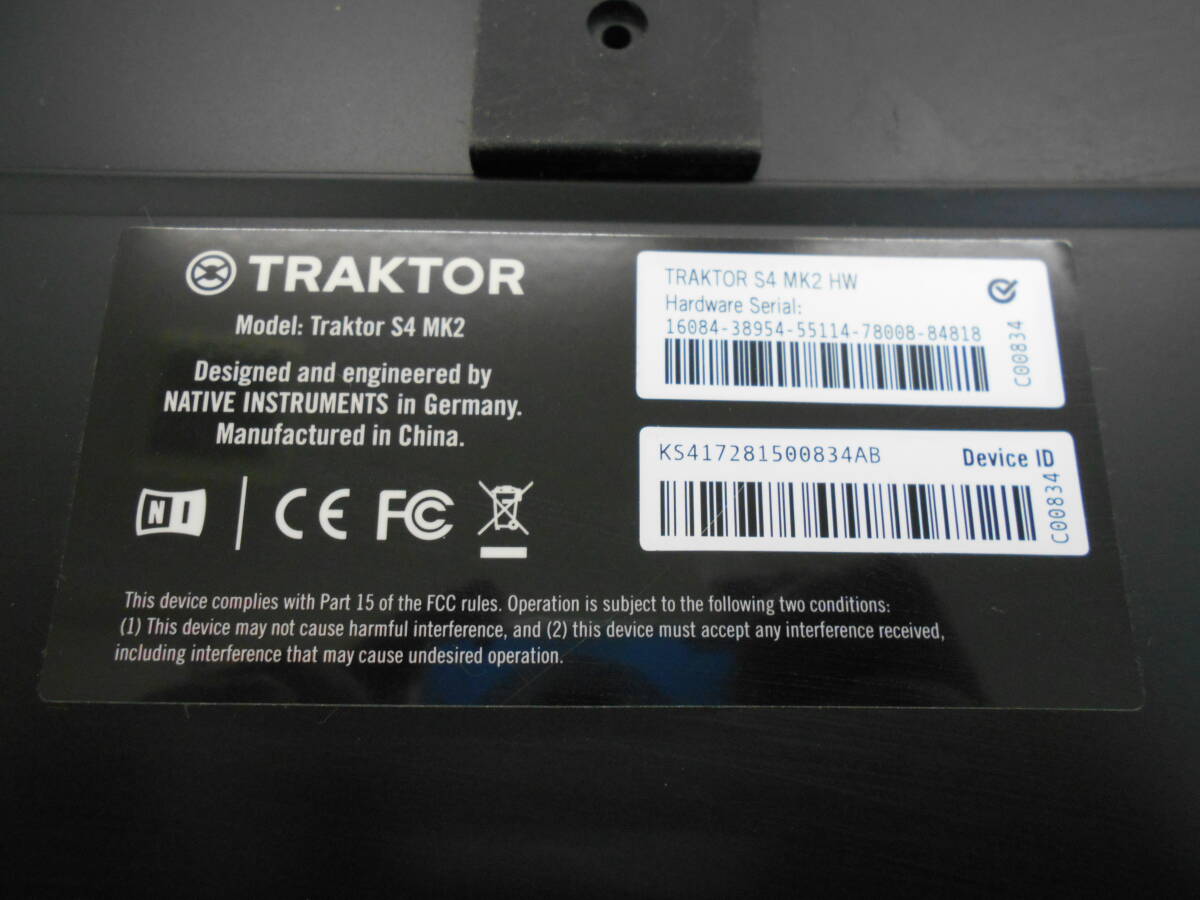 TRAKTOR
Model: Traktor S4 MK2
Designed and engineered by
NATIVE INSTRUMENTS in Germany.
Manufactured in China.
NI
CE FC
This device complies with Part 15 of the FCC rules. Operation is subject to the following two conditions:
(1) This device may not cause harmful interference, and (2) this device must accept any interference received,
including interference that may cause undesired operation.
TRAKTOR S4 MK2 HW
Hardware Serial:
16084-38954-55114-78008-84818
C00834
KS417281500834AB Device ID
C00834